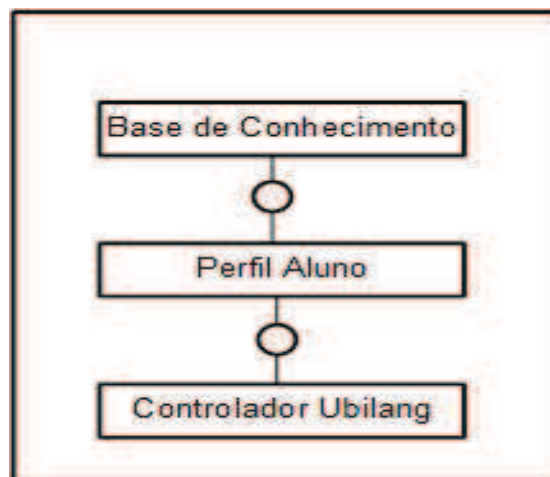 Base de Conhecimento
Perfil Aluno
Controlador Ubilang